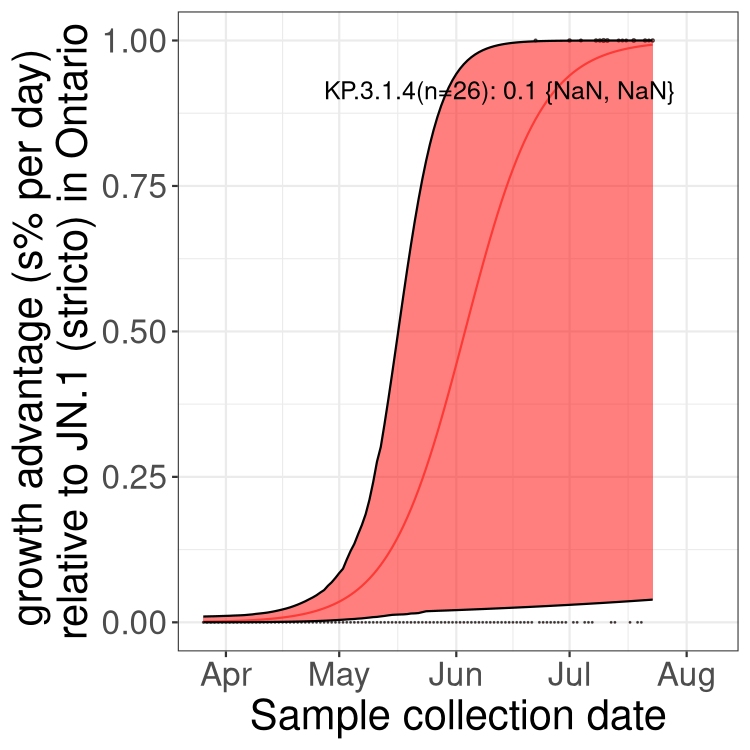 growth advantage (s% per day)
relative to JN.1 (stricto) in Ontario
1.00
0.75
0.50
0.25
0.00
KP.3.1.4(n=26): 0.1 {NaN, NaN}
Apr May Jun Jul Aug
Sample collection date